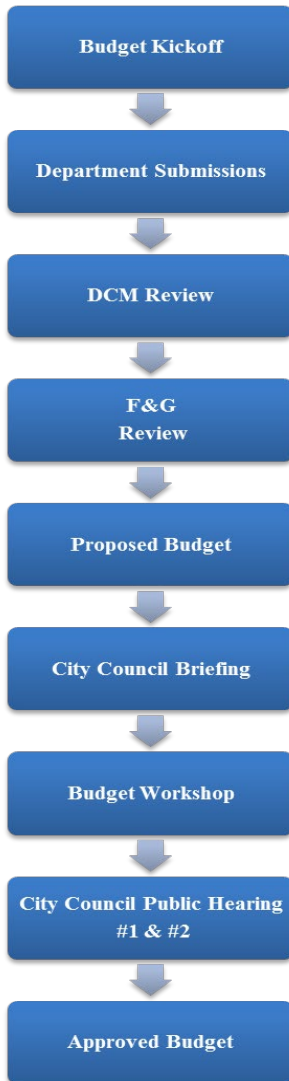 Budget Kickoff
Department Submissions
DCM Review
F&G
Review
Proposed Budget
City Council Briefing
Budget Workshop
City Council Public Hearing
#1 & #2
Approved Budget